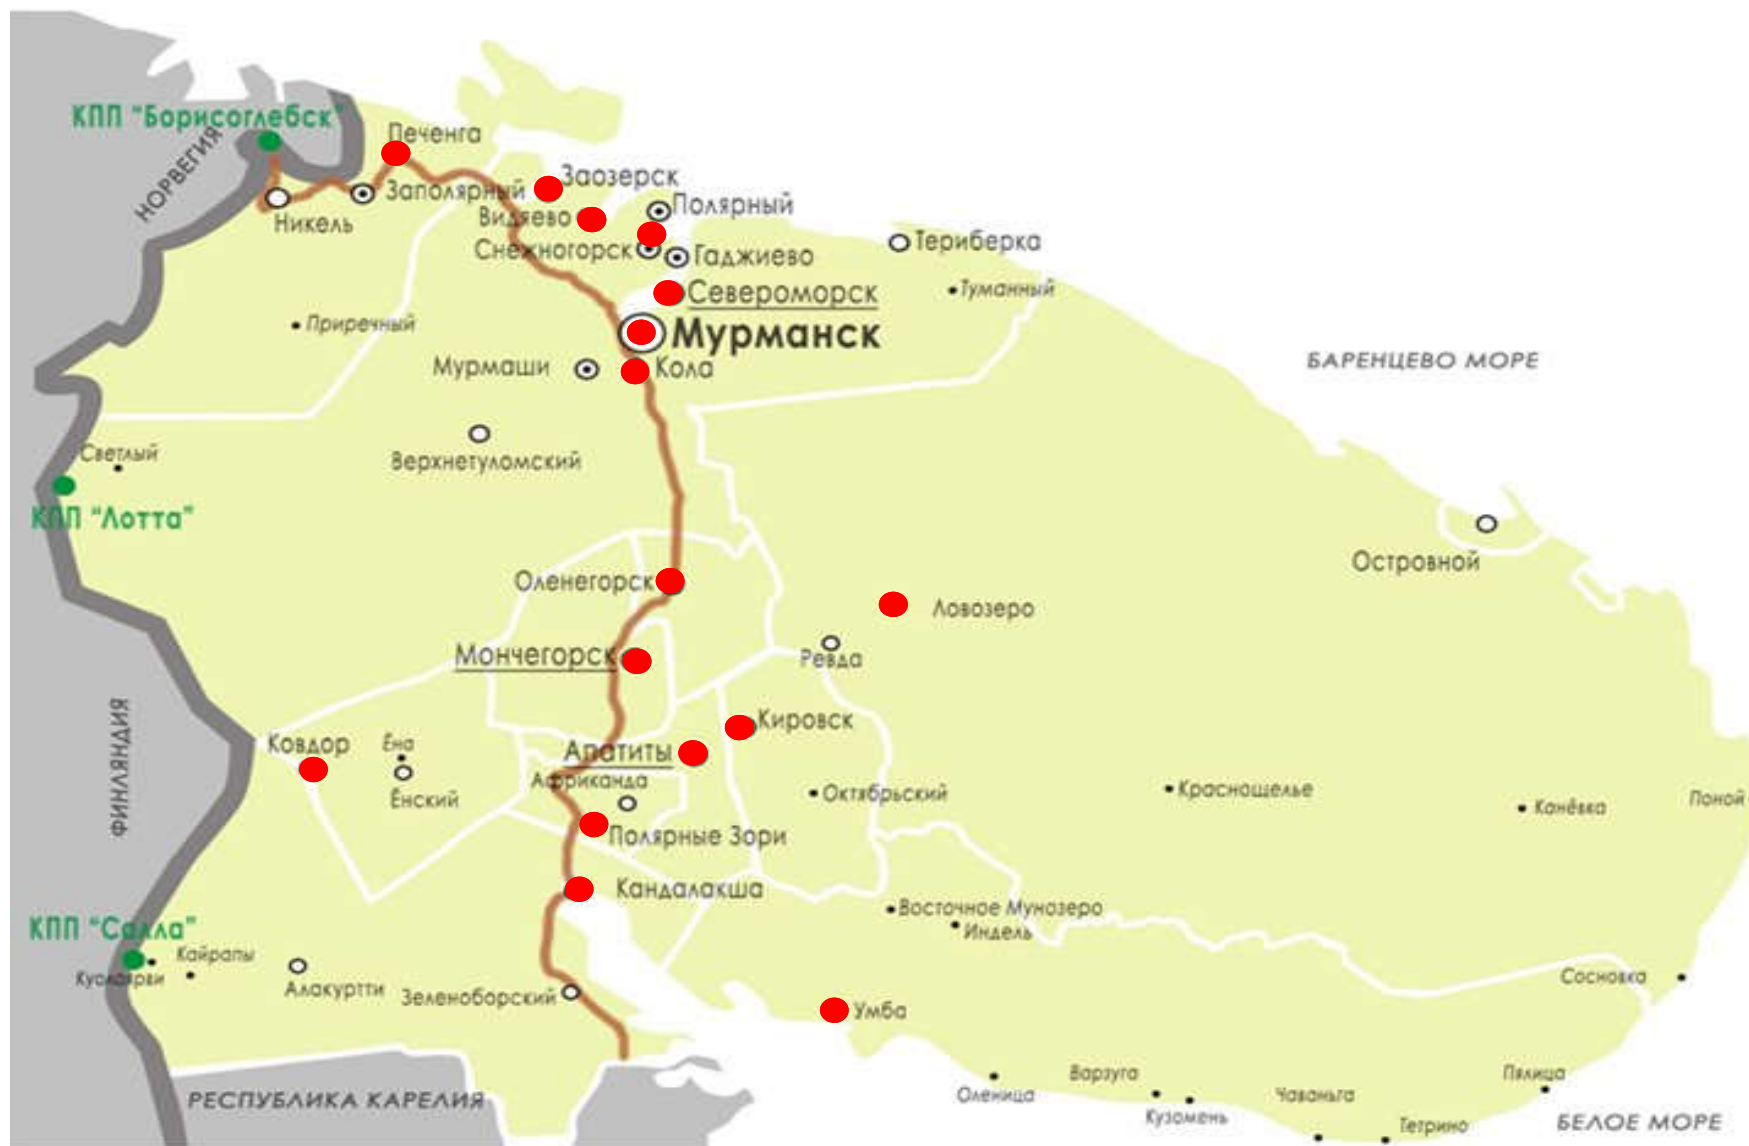 КПП "Борисоглебск"
НОРВЕГИЯ
Печенга
Заполярный
Никель
Заозерск
Видяево
Полярный
Снежногорск
Гаджиево
Териберка
Туманный
Североморск
Мурманск
Приречный
Мурмаши
Кола
БАРЕНЦЕВО МОРЕ
Светлый
Верхнетуломский
КПП "Лотта"
Островной
Оленегорск
Ловозеро
Мончегорск
Ревда
ФИНЛЯНДИЯ
Кировск
Ковдор
Ёна
Апатиты
Африканда
Ёнский
Октябрьский
Краснощелье
Канёвка
Поной
Полярные Зори
Кандалакша
Восточное Мунозеро
Индель
КПП "Салла"
Кайрапы
Куолаярви
Алакуртти
Зеленоборский
Сосновка
Умба
Варзуга
Пялица
Оленица
Чаваньга
РЕСПУБЛИКА КАРЕЛИЯ
Кузомень
Тетрино
БЕЛОЕ МОРЕ